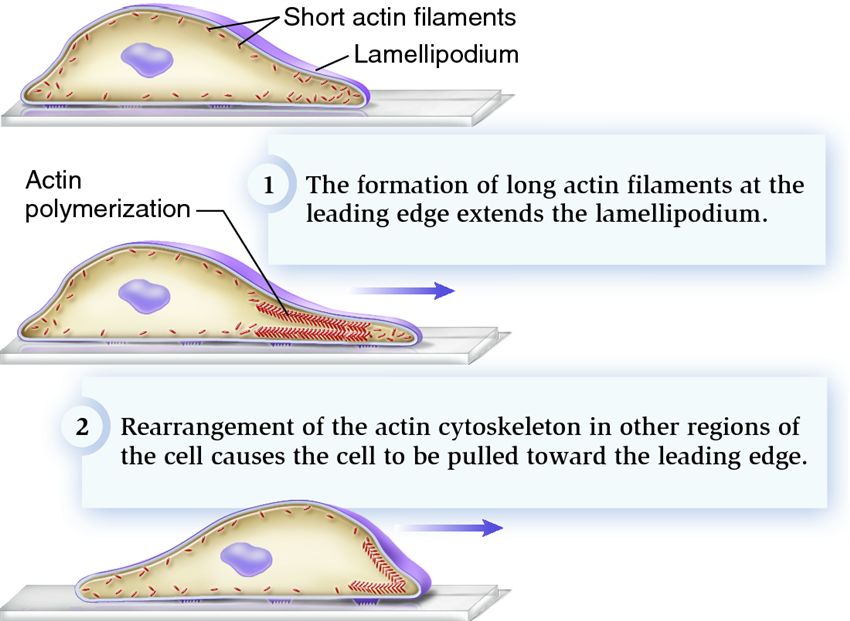 Short actin filaments
Lamellipodium
Actin
polymerization
1
The formation of long actin filaments at the
leading edge extends the lamellipodium.
2
Rearrangement of the actin cytoskeleton in other regions of
the cell causes the cell to be pulled toward the leading edge.